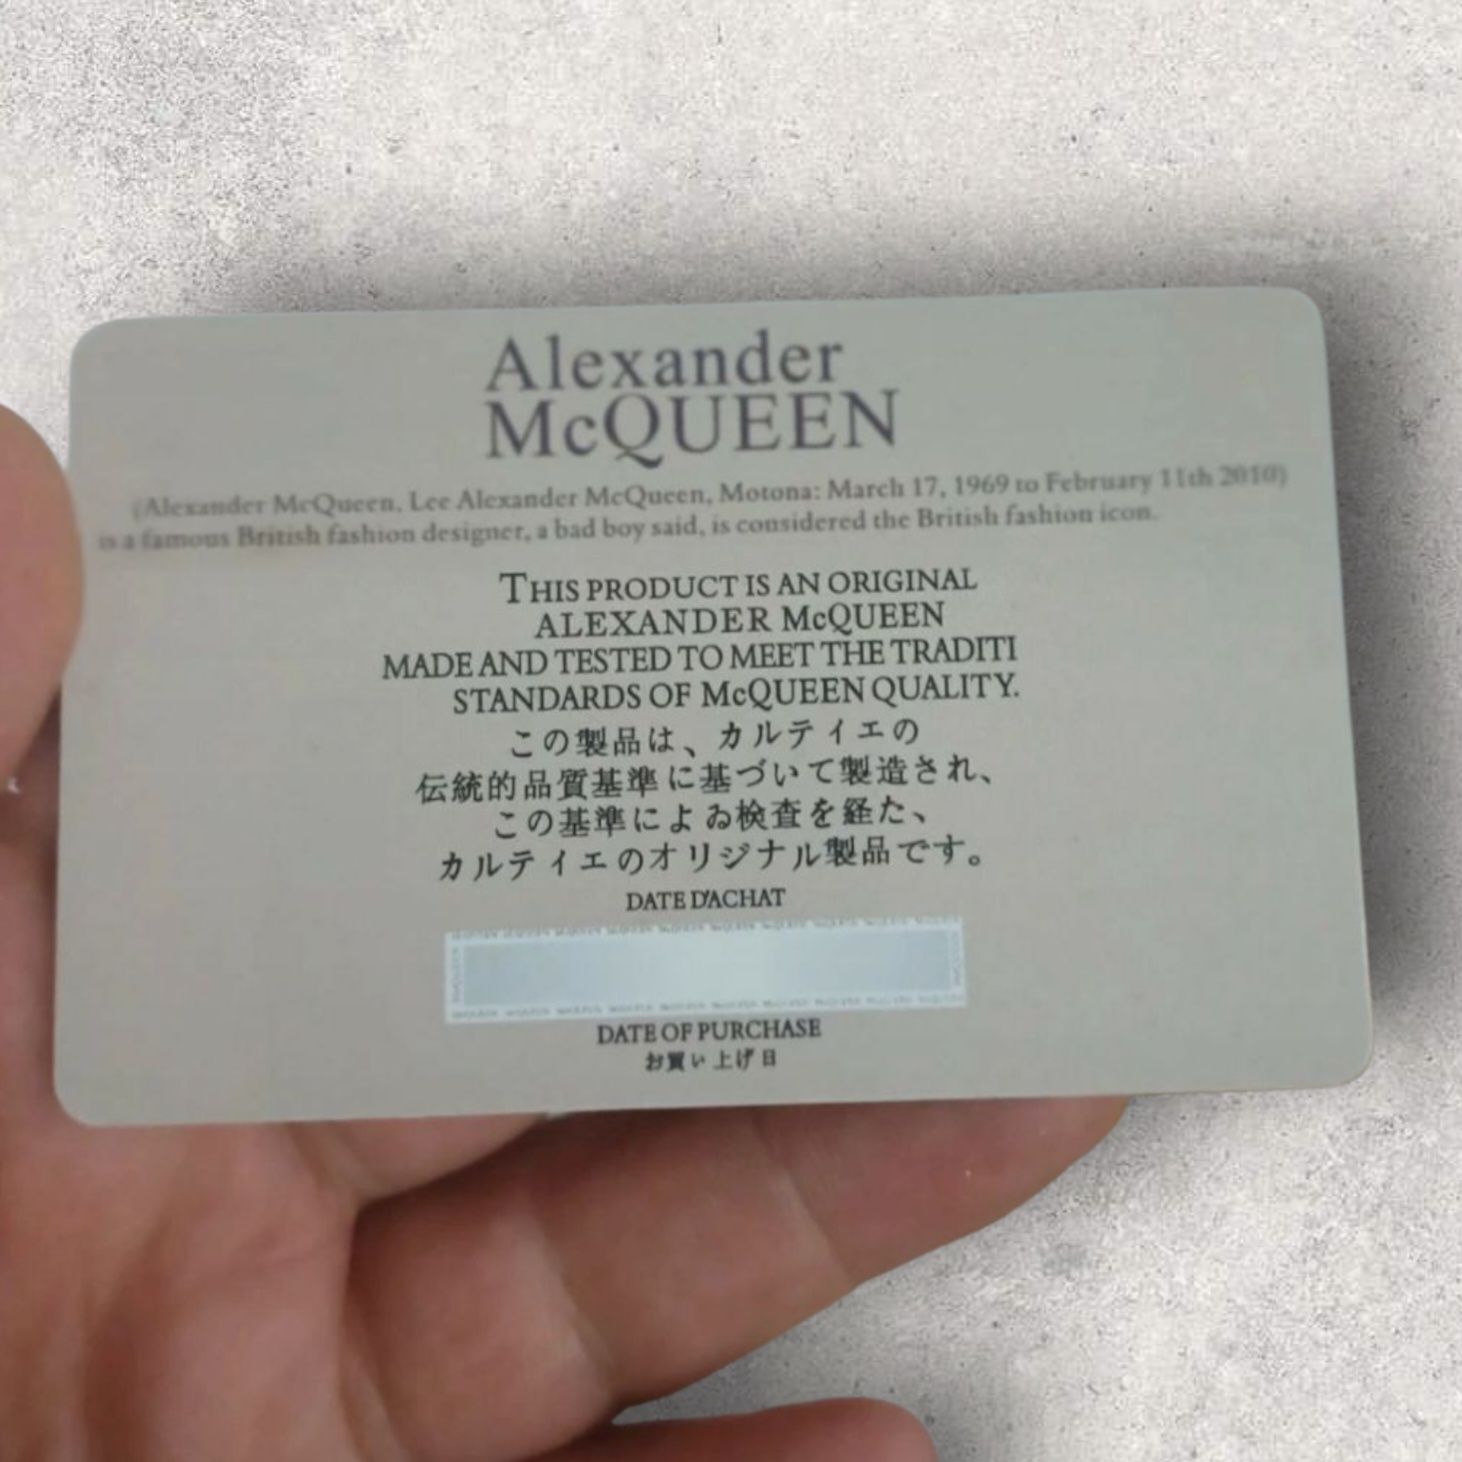 Alexander
McQUEEN
(Alexander McQueen, Lee Alexander McQueen, Motona: March 17, 1969 to February 11th 2010)
is a famous British fashion designer, a bad boy said, is considered the British fashion icon.
THIS PRODUCT IS AN ORIGINAL
ALEXANDER McQUEEN
MADE AND TESTED TO MEET THE TRADITI
STANDARDS OF McQUEEN QUALITY.
この製品は、カルティエの
伝統的品質基準に基づいて製造され、
この基準によゐ検査を経た、
カルティエのオリジナル製品です。
DATE D'ACHAT
DATE OF PURCHASE
お買い上げ日